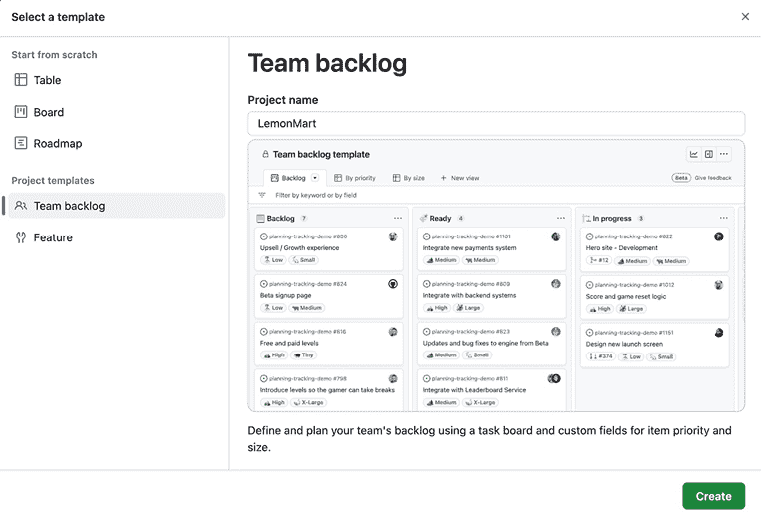 Select a template
Start from scratch
Table
Board
Roadmap
Project templates
Team backlog
Feature
Team backlog
Project name
LemonMart
Team backlog template
Backlog
By priority
By size
+ New view
Beta
Give feedback
Filter by keyword or by field
Backlog 7
planning-tracking-demo #806
Upsell / Growth experience
Low Small
planning-tracking-demo #824
Beta signup page
Low Medium
planning-tracking-demo #816
Free and paid levels
High Tiny
planning-tracking-demo #798
Introduce levels so the gamer can take breaks
High X-Large
Ready 4
planning-tracking-demo #1101
Integrate new payments system
Medium Medium
planning-tracking-demo #809
Integrate with backend systems
High Large
planning-tracking-demo #823
Updates and bug fixes to engine from Beta
Medium Small
planning-tracking-demo #811
Integrate with Leaderboard Service
Medium X-Large
In progress 3
planning-tracking-demo #822
Hero site - Development
#12 Medium Medium
planning-tracking-demo #1012
Score and game reset logic
High Large
planning-tracking-demo #1151
Design new launch screen
#374 Low Small
Define and plan your team's backlog using a task board and custom fields for item priority and
size.
Create